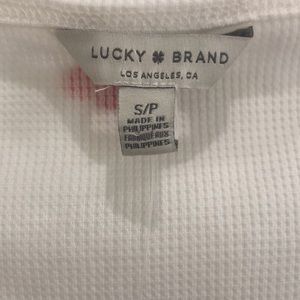 LUCKY BRAND
LOS ANGELES, CA
S/P
MADE IN
PHILIPPINES
FABRIQUÉ AUX
PHILIPPINES